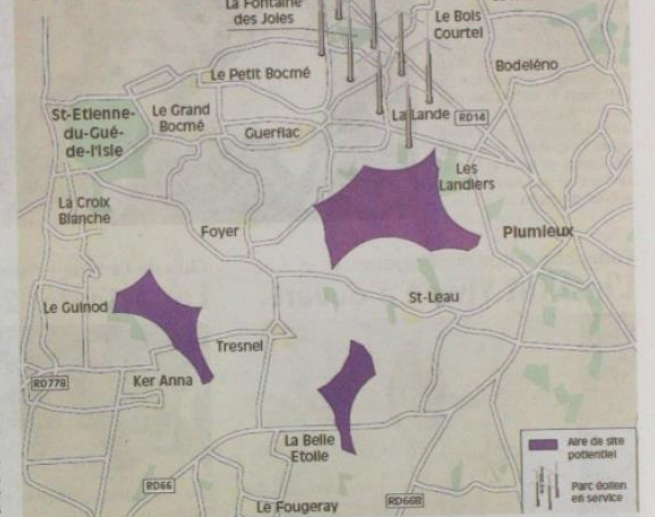 La Fontaine
des Joies
Le Bois
Courtel
Le Petit Bocmé
Bodeléno
St-Etienne-
du-Gué-
de-l'Isle
Le Grand
Bocmé
Guerflac
La Lande
RD14
Les
Landiers
La Croix
Blanche
Foyer
Plumieux
Le Guinod
St-Leau
Tresnel
RD778
Ker Anna
La Belle
Etoile
Aire de site
potentiel
RD66
Parc éolien
en service
Le Fougeray
RD66B